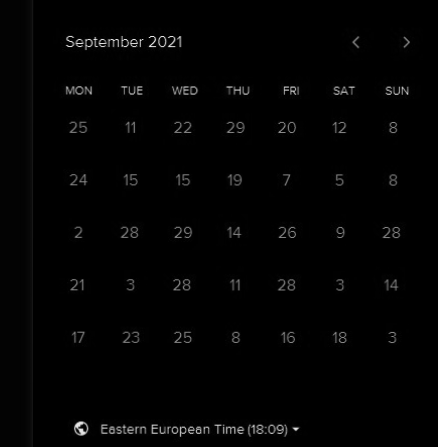 September 2021
MON TUE WED THU FRI SAT SUN
25 11 22 29 20 12 8
24 15 15 19 7 5 8
2 28 29 14 26 9 28
21 3 28 11 28 3 14
17 23 25 8 16 18 3
Eastern European Time (18:09)